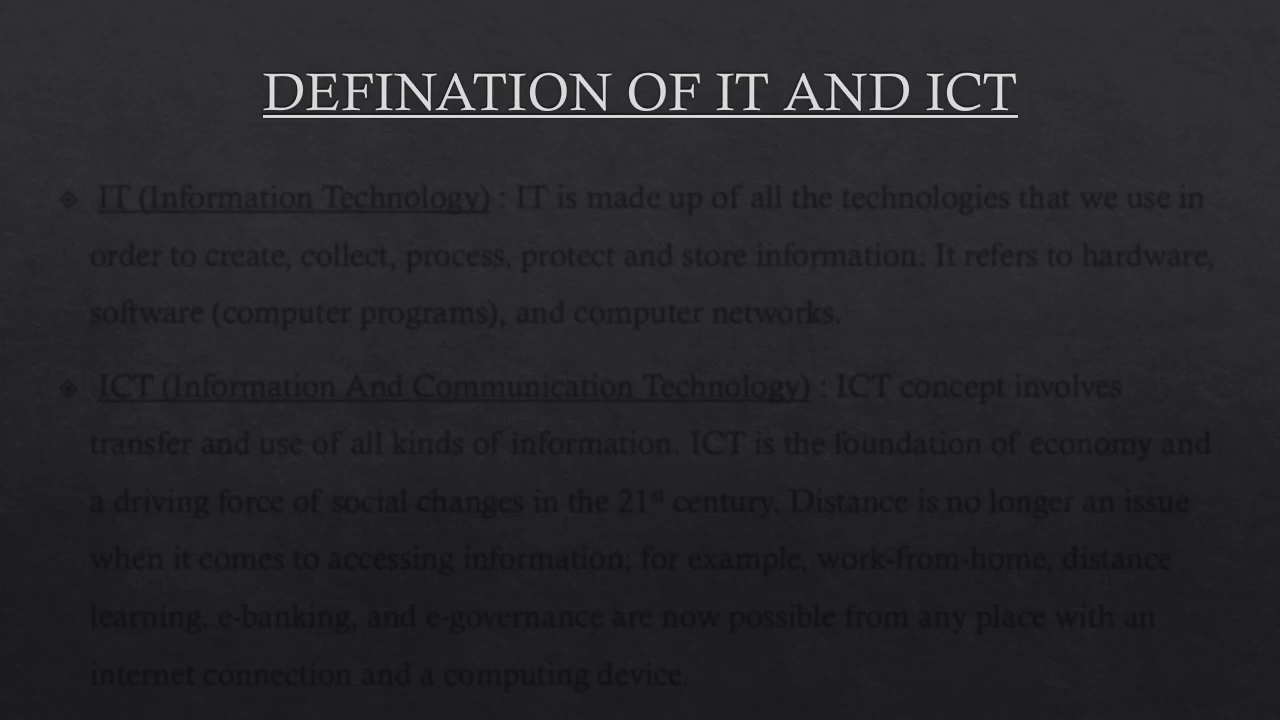 DEFINATION OF IT AND ICT
IT (Information Technology) : IT is made up of all the technologies that we use in
order to create, collect, process, protect and store information. It refers to hardware,
software (computer programs), and computer networks.
ICT (Information And Communication Technology) : ICT concept involves
transfer and use of all kinds of information. ICT is the foundation of economy and
a driving force of social changes in the 21st century. Distance is no longer an issue
when it comes to accessing information; for example, work-from-home, distance
learning. e-banking, and e-governance are now possible from any place with an
internet connection and a computing device.